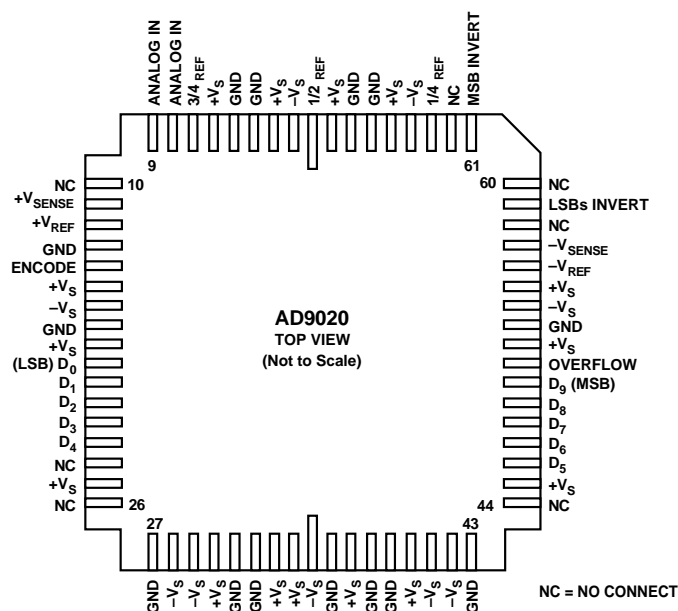 ANALOG IN
ANALOG IN
3/4 REF
+VS
GND
GND
+VS
–VS
1/2 REF
+VS
GND
GND
+VS
–VS
1/4 REF
NC
MSB INVERT
9
61
NC
10
+VSENSE
+VREF
GND
ENCODE
+VS
–VS
GND
+VS
(LSB) D0
D1
D2
D3
D4
NC
+VS
NC
26
AD9020
TOP VIEW
(Not to Scale)
60
NC
LSBs INVERT
NC
–VSENSE
–VREF
+VS
–VS
GND
+VS
OVERFLOW
D9 (MSB)
D8
D7
D6
D5
+VS
44
NC
27
43
GND
–VS
–VS
+VS
GND
GND
+VS
+VS
–VS
GND
+VS
GND
GND
+VS
–VS
–VS
GND
NC = NO CONNECT